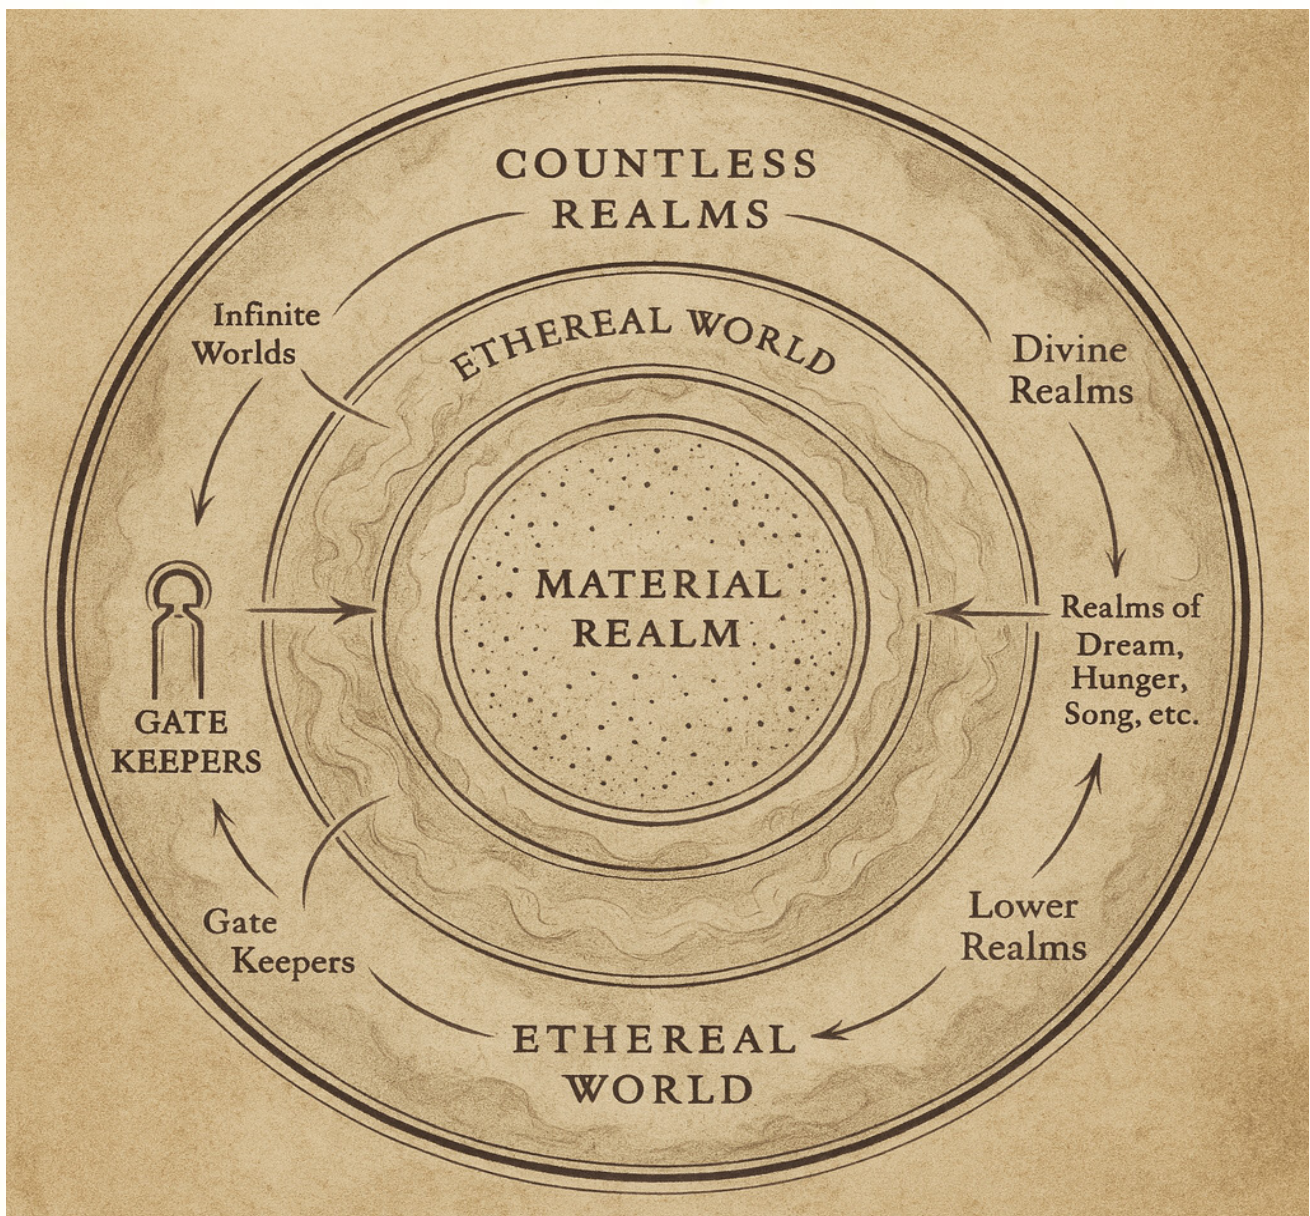 COUNTLESS
REALMS
Infinite
Worlds
ETHEREAL WORLD
Divine
Realms
MATERIAL
REALM
Realms of
Dream,
Hunger,
Song, etc.
GATE
KEEPERS
Gate
Keepers
Lower
Realms
ETHEREAL
WORLD